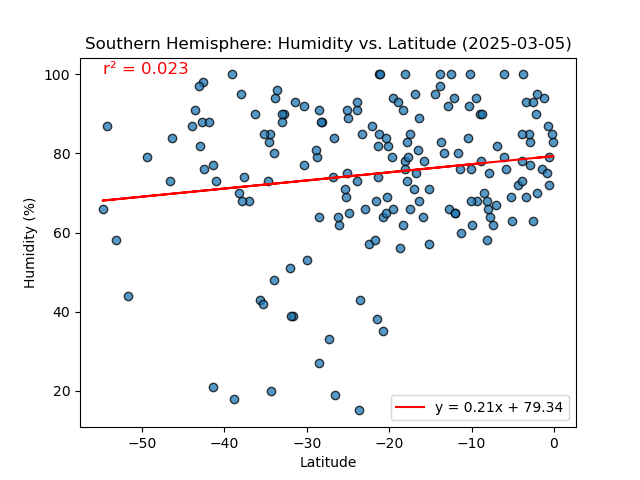 Southern Hemisphere: Humidity vs. Latitude (2025-03-05)
r² = 0.023
100
80
60
40
20
Humidity (%)
y = 0.21x + 79.34
−50
−40
−30
−20
−10
0
Latitude